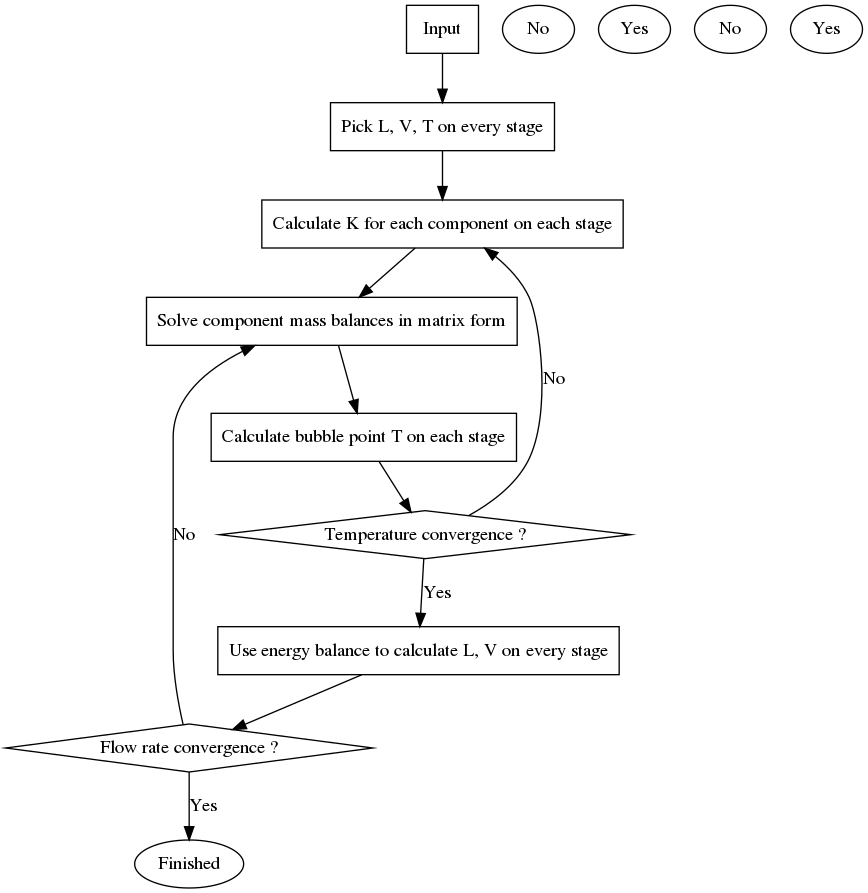 Input
No
Yes
No
Yes
Pick L, V, T on every stage
Calculate K for each component on each stage
Solve component mass balances in matrix form
No
Calculate bubble point T on each stage
No
Temperature convergence ?
Yes
Use energy balance to calculate L, V on every stage
Flow rate convergence ?
Yes
Finished